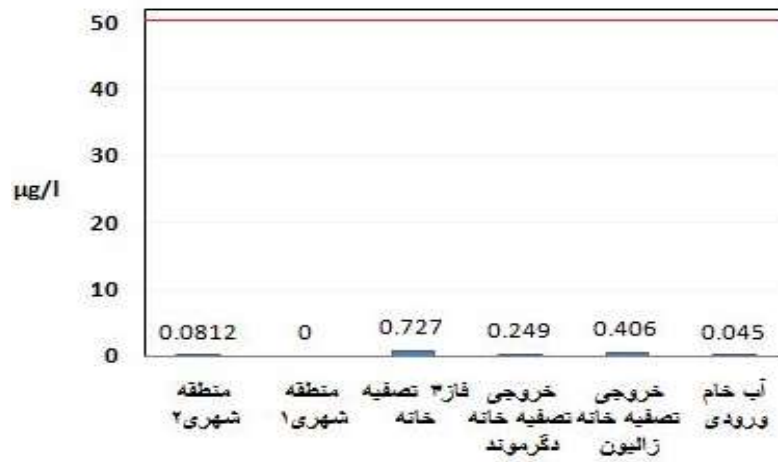 50
40
30
20
10
0
µg/l
0.0812
0
0.727
0.249
0.406
0.045
منطقه
شهری۲
منطقه
شهری۱
فاز۳ تصفیه
خانه
خروجی
تصفیه خانه
دگرموند
خروجی
تصفیه خانه
زالیون
آب خام
ورودی